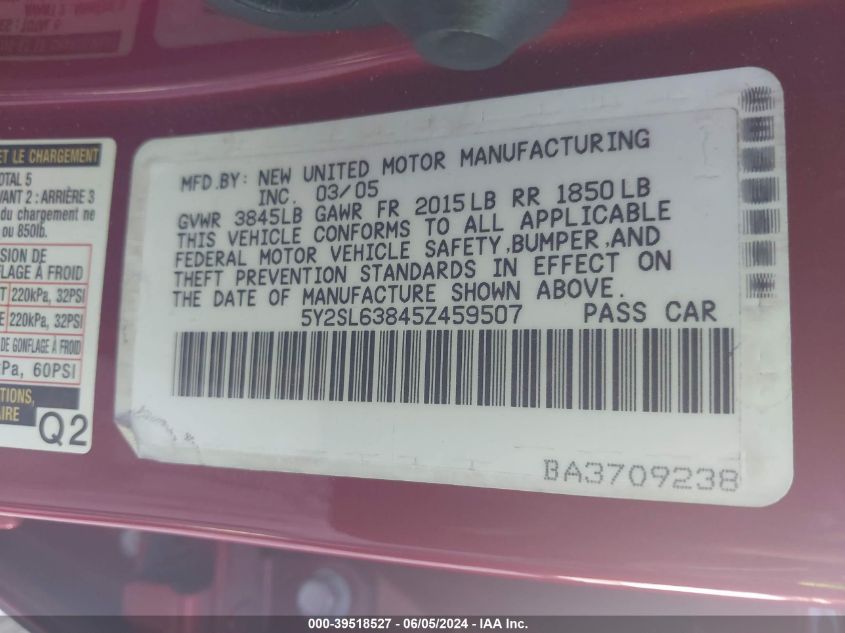 ET LE CHARGEMENT
TOTAL 5
VANT 2 : ARRIÈRE 3
du chargement ne
ou 850lb.
SION DE
FLAGE À FROID
220kPa, 32PSI
220kPa, 32PSI
DE GONFLAGE À FROID
Pa, 60PSI
TIONS,
AIRE
Q2
MFD.BY: NEW UNITED MOTOR MANUFACTURING
INC. 03/05
GVWR 3845LB GAWR FR 2015LB RR 1850LB
THIS VEHICLE CONFORMS TO ALL APPLICABLE
FEDERAL MOTOR VEHICLE SAFETY,BUMPER,AND
THEFT PREVENTION STANDARDS IN EFFECT ON
THE DATE OF MANUFACTURE SHOWN ABOVE.
5Y2SL63845Z459507 PASS CAR
BA3709238
000-39518527 - 06/05/2024 - IAA Inc.